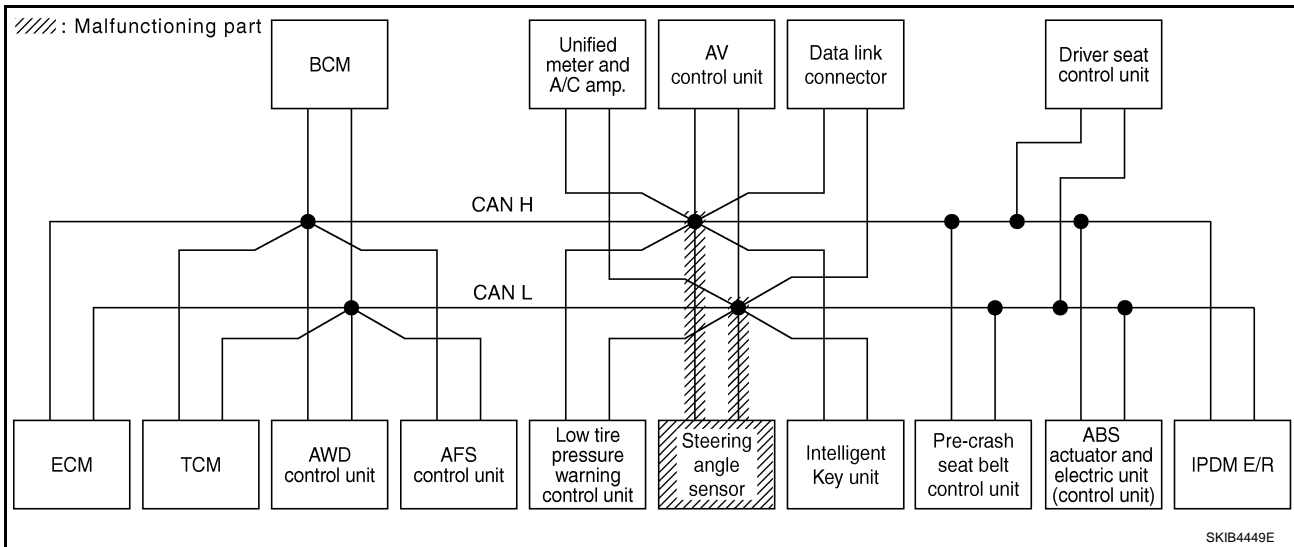 : Malfunctioning part
BCM
Unified
meter and
A/C amp.
AV
control unit
Data link
connector
Driver seat
control unit
CAN H
CAN L
ECM
TCM
AWD
control unit
AFS
control unit
Low tire
pressure
warning
control unit
Steering
angle
sensor
Intelligent
Key unit
Pre-crash
seat belt
control unit
ABS
actuator and
electric unit
(control unit)
IPDM E/R
SKIB4449E